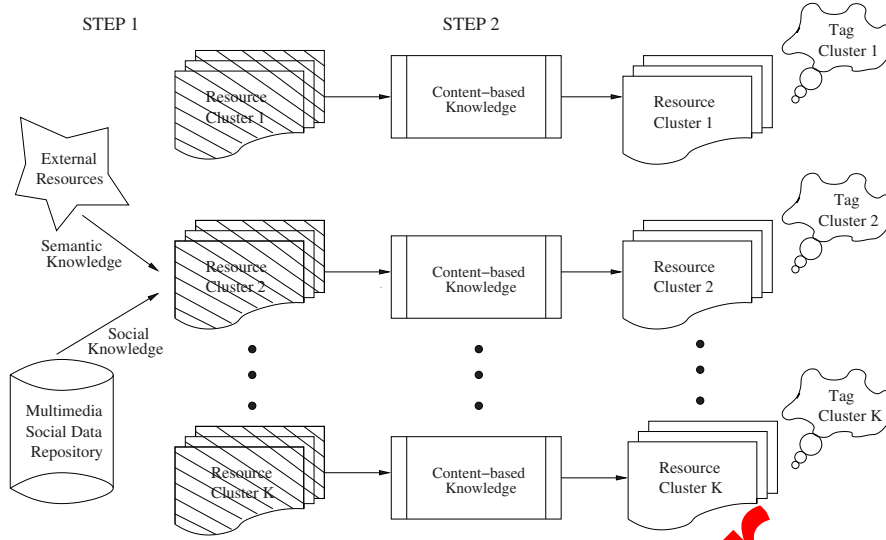 STEP 1
STEP 2
Resource
Cluster 1
Content-based
Knowledge
Resource
Cluster 1
Tag
Cluster 1
External
Resources
Semantic
Knowledge
Resource
Cluster 2
Content-based
Knowledge
Resource
Cluster 2
Tag
Cluster 2
Social
Knowledge
Multimedia
Social Data
Repository
Resource
Cluster K
Content-based
Knowledge
Resource
Cluster K
Tag
Cluster K